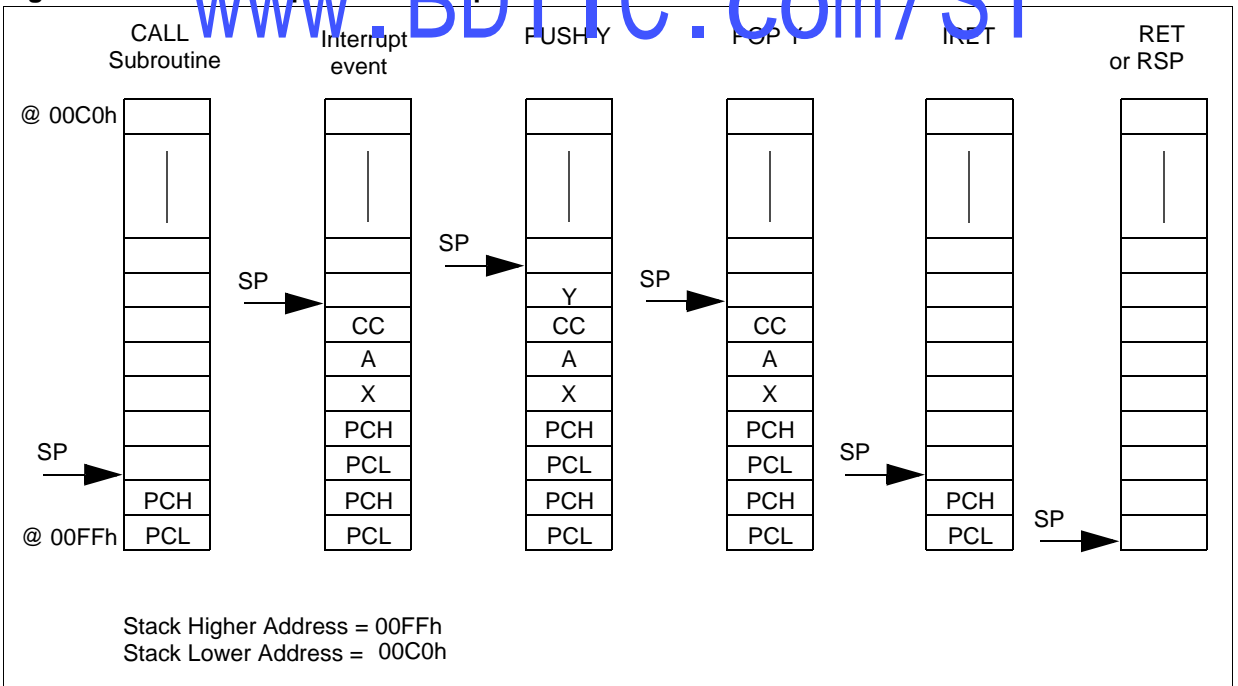 www.BDTIC.com/ST
CALL
Subroutine
Interrupt
event
PUSH Y
POP Y
IRET
RET
or RSP
@ 00C0h
SP
SP
SP
Y
CC
CC
CC
A
A
A
X
X
X
PCH
PCH
PCH
SP
SP
PCL
PCL
PCL
PCH
PCH
PCH
PCH
PCH
SP
@ 00FFh
PCL
PCL
PCL
PCL
PCL
Stack Higher Address = 00FFh
Stack Lower Address = 00C0h